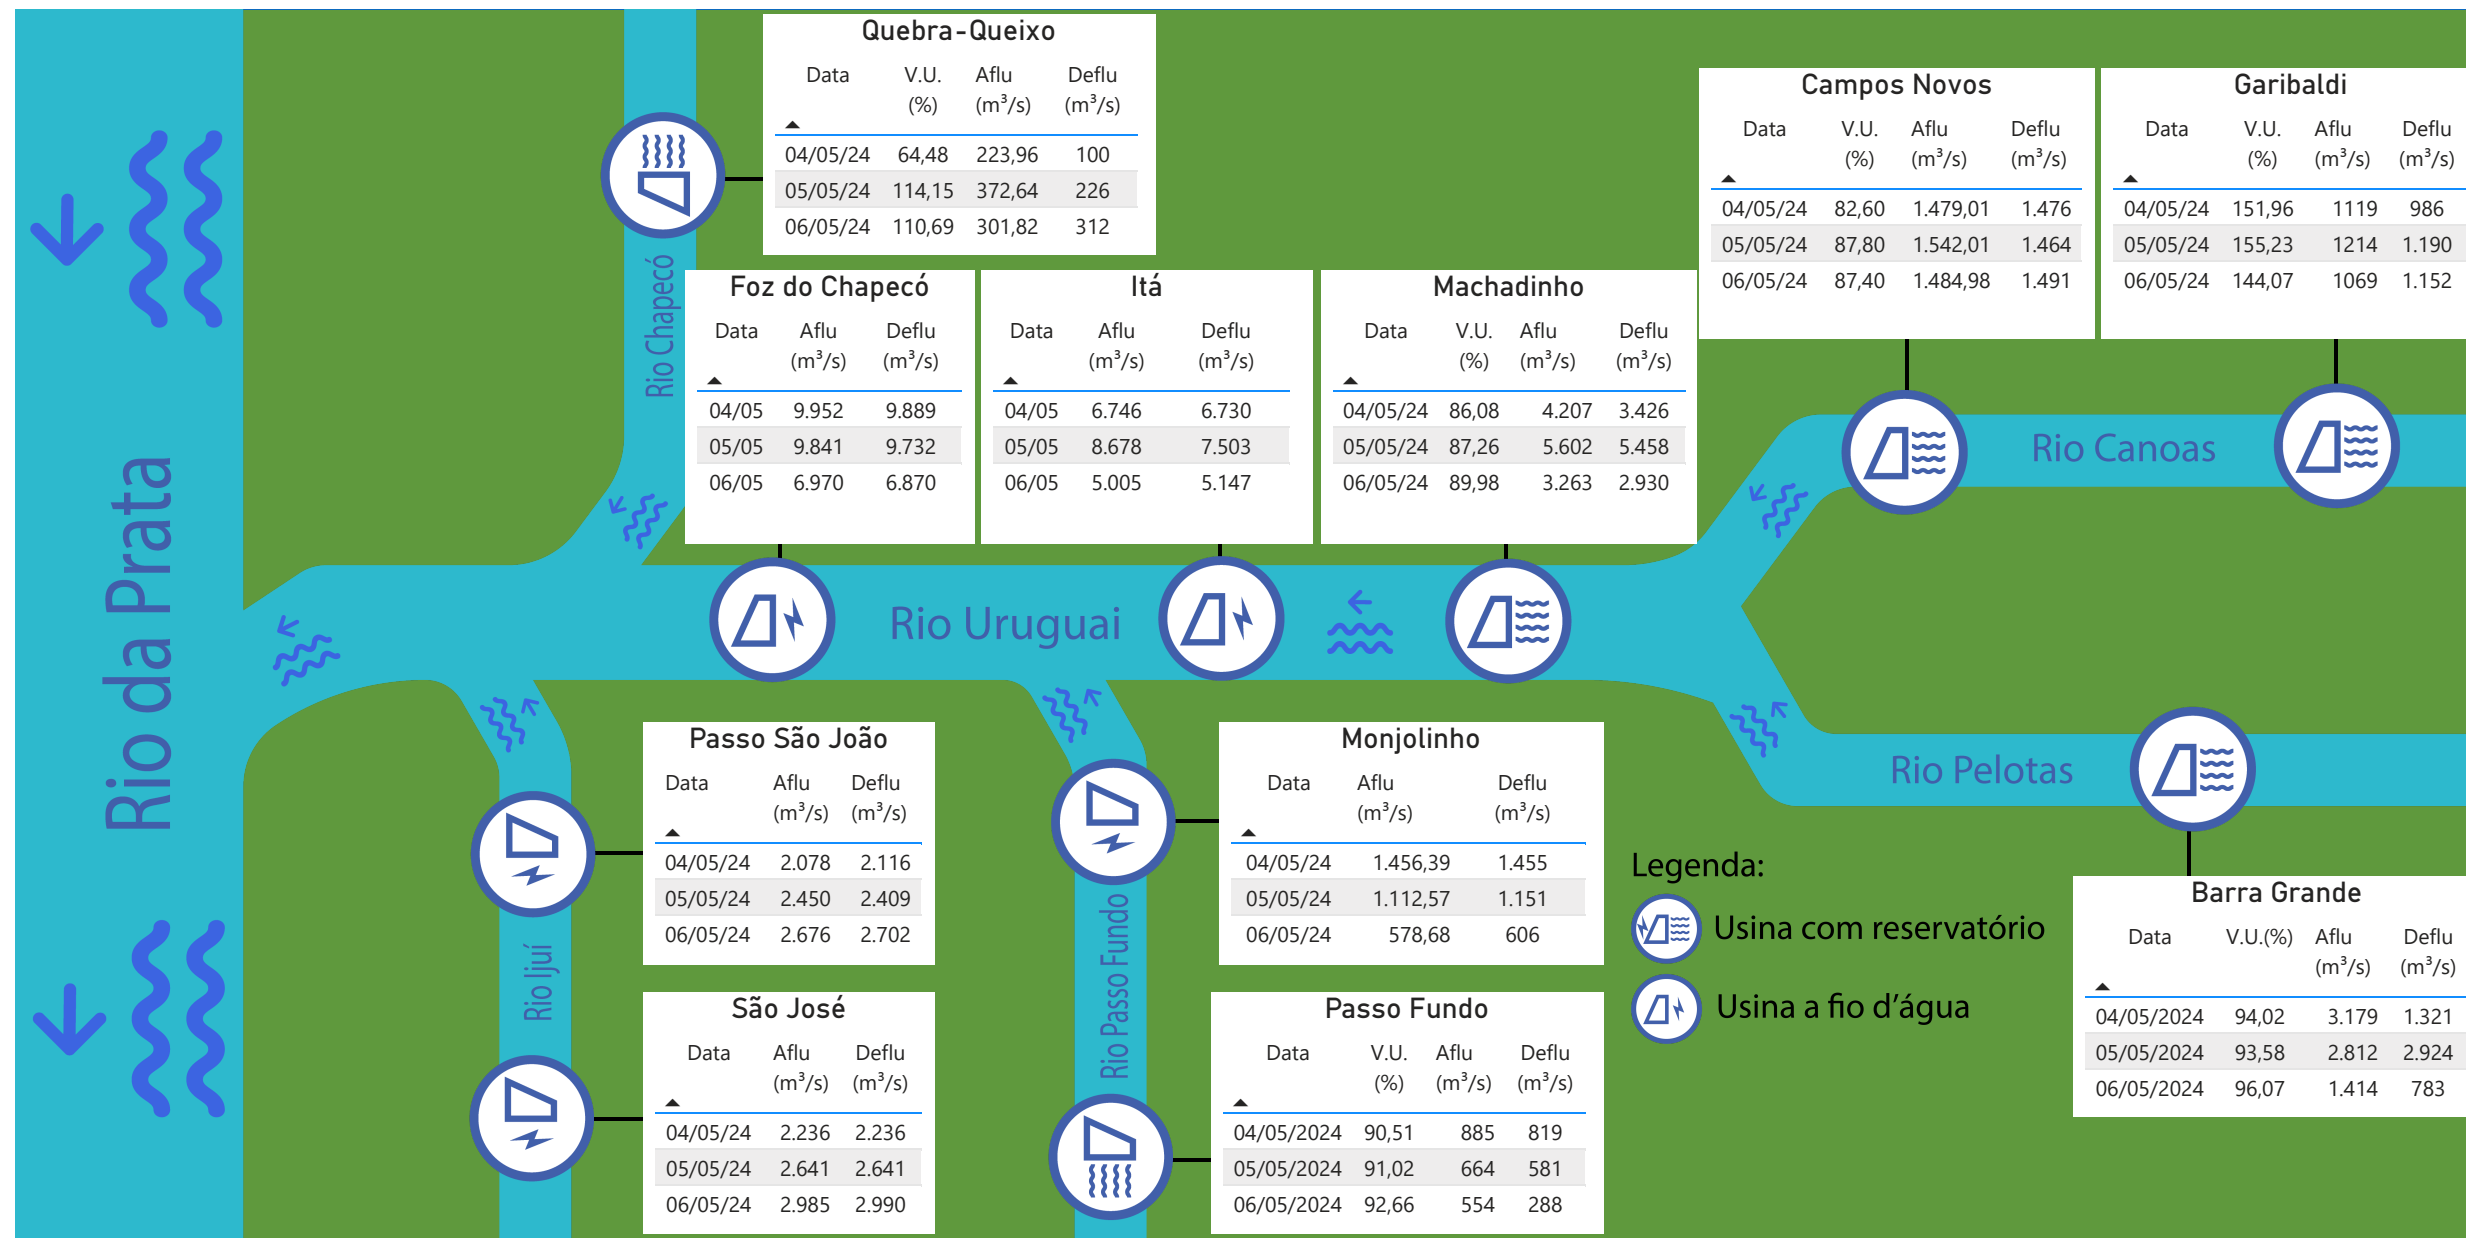 Quebra-Queixo
Data V.U. (%) Aflu (m³/s) Deflu (m³/s)
04/05/24 64,48 223,96 100
05/05/24 114,15 372,64 226
06/05/24 110,69 301,82 312
Campos Novos
Data V.U. (%) Aflu (m³/s) Deflu (m³/s)
04/05/24 82,60 1.479,01 1.476
05/05/24 87,80 1.542,01 1.464
06/05/24 87,40 1.484,98 1.491
Garibaldi
Data V.U. (%) Aflu (m³/s) Deflu (m³/s)
04/05/24 151,96 1119 986
05/05/24 155,23 1214 1.190
06/05/24 144,07 1069 1.152
Rio Chapecó
Foz do Chapecó
Data Aflu (m³/s) Deflu (m³/s)
04/05 9.952 9.889
05/05 9.841 9.732
06/05 6.970 6.870
Itá
Data Aflu (m³/s) Deflu (m³/s)
04/05 6.746 6.730
05/05 8.678 7.503
06/05 5.005 5.147
Machadinho
Data V.U. (%) Aflu (m³/s) Deflu (m³/s)
04/05/24 86,08 4.207 3.426
05/05/24 87,26 5.602 5.458
06/05/24 89,98 3.263 2.930
Rio Canoas
Rio da Prata
Rio Uruguai
Rio Pelotas
Passo São João
Data Aflu (m³/s) Deflu (m³/s)
04/05/24 2.078 2.116
05/05/24 2.450 2.409
06/05/24 2.676 2.702
Monjolinho
Data Aflu (m³/s) Deflu (m³/s)
04/05/24 1.456,39 1.455
05/05/24 1.112,57 1.151
06/05/24 578,68 606
Legenda:
Usina com reservatório
Usina a fio d’água
Barra Grande
Data V.U.(%) Aflu (m³/s) Deflu (m³/s)
04/05/2024 94,02 3.179 1.321
05/05/2024 93,58 2.812 2.924
06/05/2024 96,07 1.414 783
Rio Ijuí
Rio Passo Fundo
São José
Data Aflu (m³/s) Deflu (m³/s)
04/05/24 2.236 2.236
05/05/24 2.641 2.641
06/05/24 2.985 2.990
Passo Fundo
Data V.U. (%) Aflu (m³/s) Deflu (m³/s)
04/05/2024 90,51 885 819
05/05/2024 91,02 664 581
06/05/2024 92,66 554 288